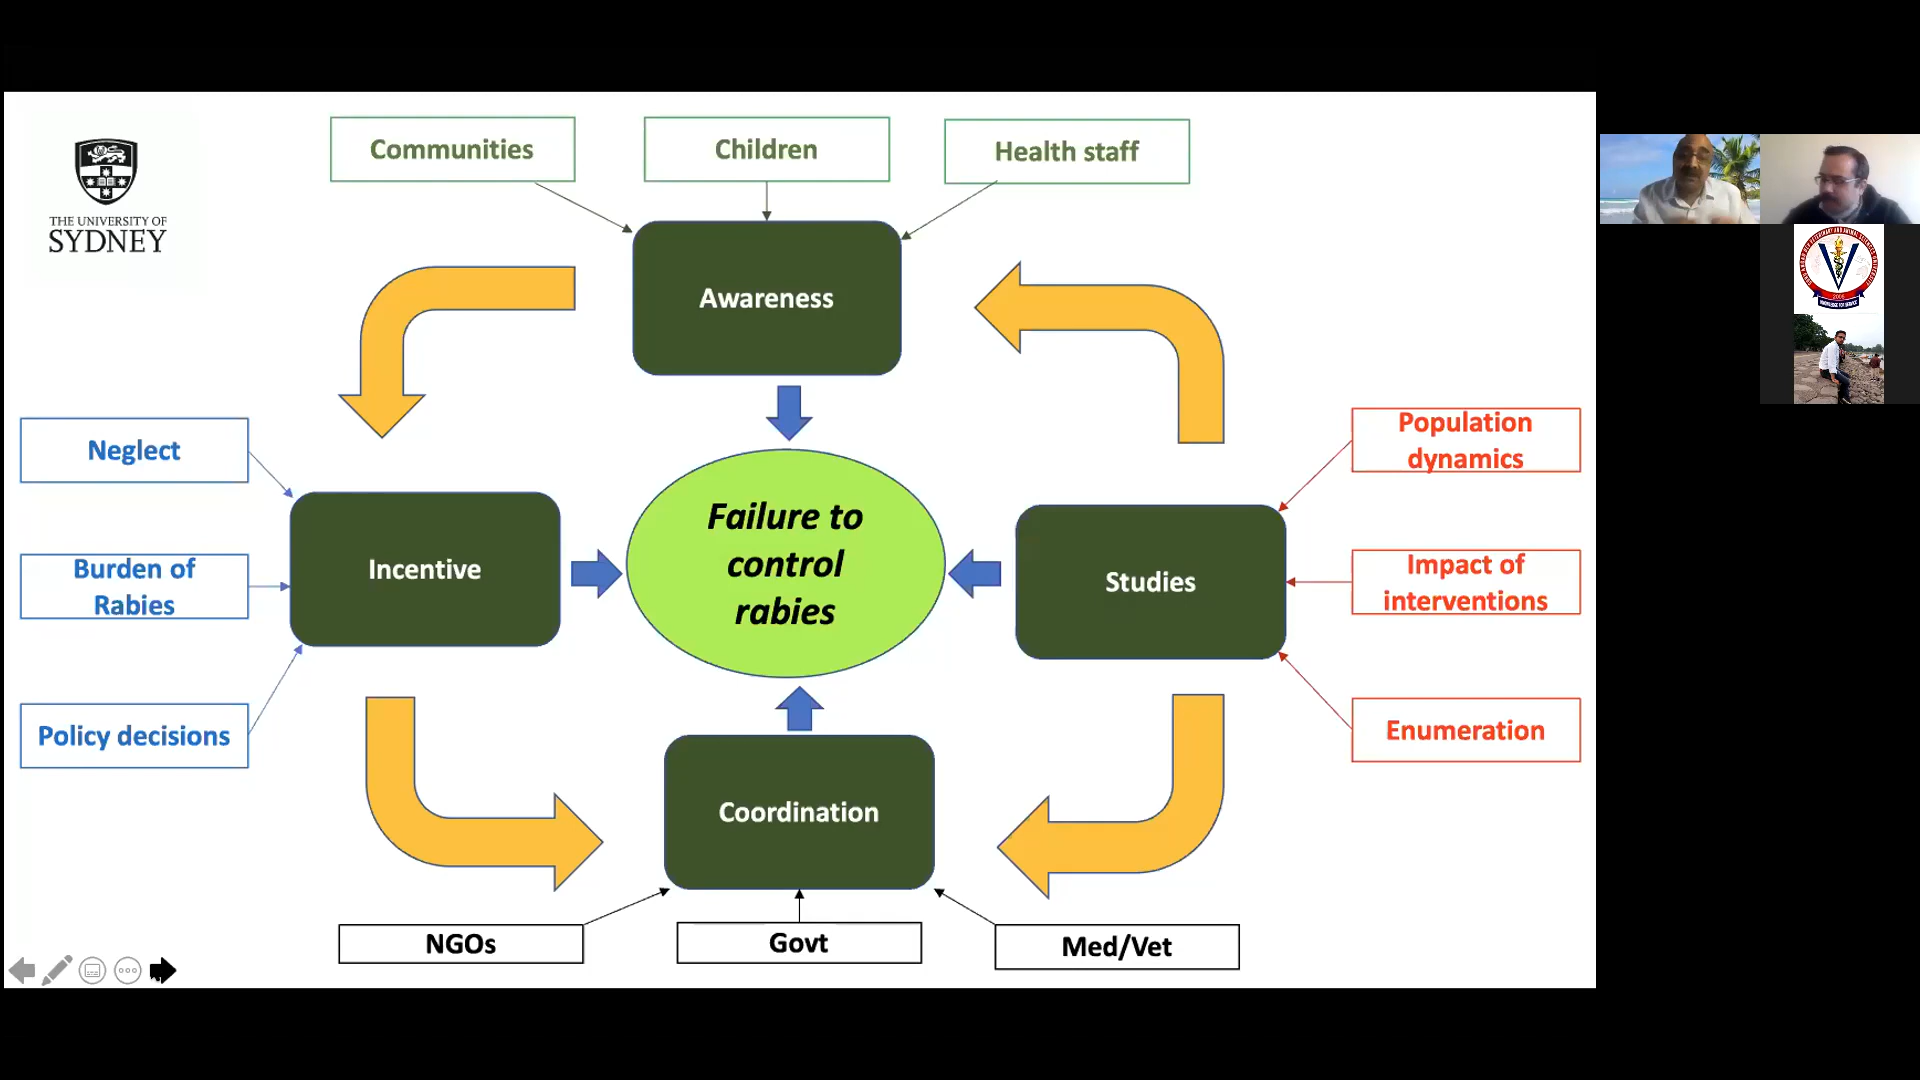 THE UNIVERSITY OF
SYDNEY
Communities
Children
Health staff
Awareness
Neglect
Burden of
Rabies
Policy decisions
Incentive
Failure to
control
rabies
Studies
Population
dynamics
Impact of
interventions
Enumeration
Coordination
NGOs
Govt
Med/Vet